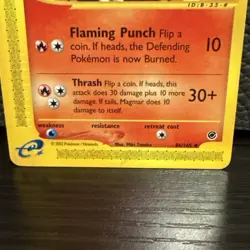 Flaming Punch Flip a
coin. If heads, the Defending
Pokémon is now Burned.
10
Thrash Flip a coin. If heads, this
attack does 30 damage plus 10 more
damage. If tails, Magmar does 10
damage to itself.
30+
weakness resistance retreat cost
©2002 Pokémon / Nintendo
Illus. Miki Tanaka